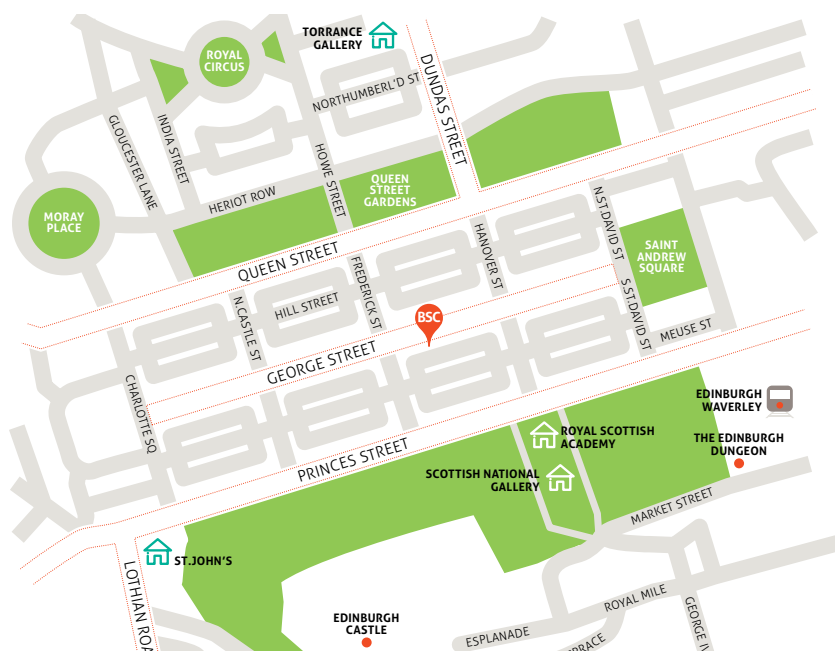 TORRANCE
GALLERY
ROYAL
CIRCUS
DUNDAS STREET
NORTHUMBERL'D ST
GLOUCESTER LANE
INDIA STREET
HOWE STREET
QUEEN
STREET
GARDENS
HERIOT ROW
MORAY
PLACE
N.ST.DAVID ST
SAINT
ANDREW
SQUARE
QUEEN STREET
HANOVER ST
FREDERICK ST
S.ST.DAVID ST
N.CASTLE ST
HILL STREET
BSC
MEUSE ST
GEORGE STREET
CHARLOTTE SQ
EDINBURGH
WAVERLEY
ROYAL SCOTTISH
ACADEMY
THE EDINBURGH
DUNGEON
PRINCES STREET
SCOTTISH NATIONAL
GALLERY
MARKET STREET
ST.JOHN'S
LOTHIAN ROA
ROYAL MILE
GEORGE IV
EDINBURGH
CASTLE
ESPLANADE